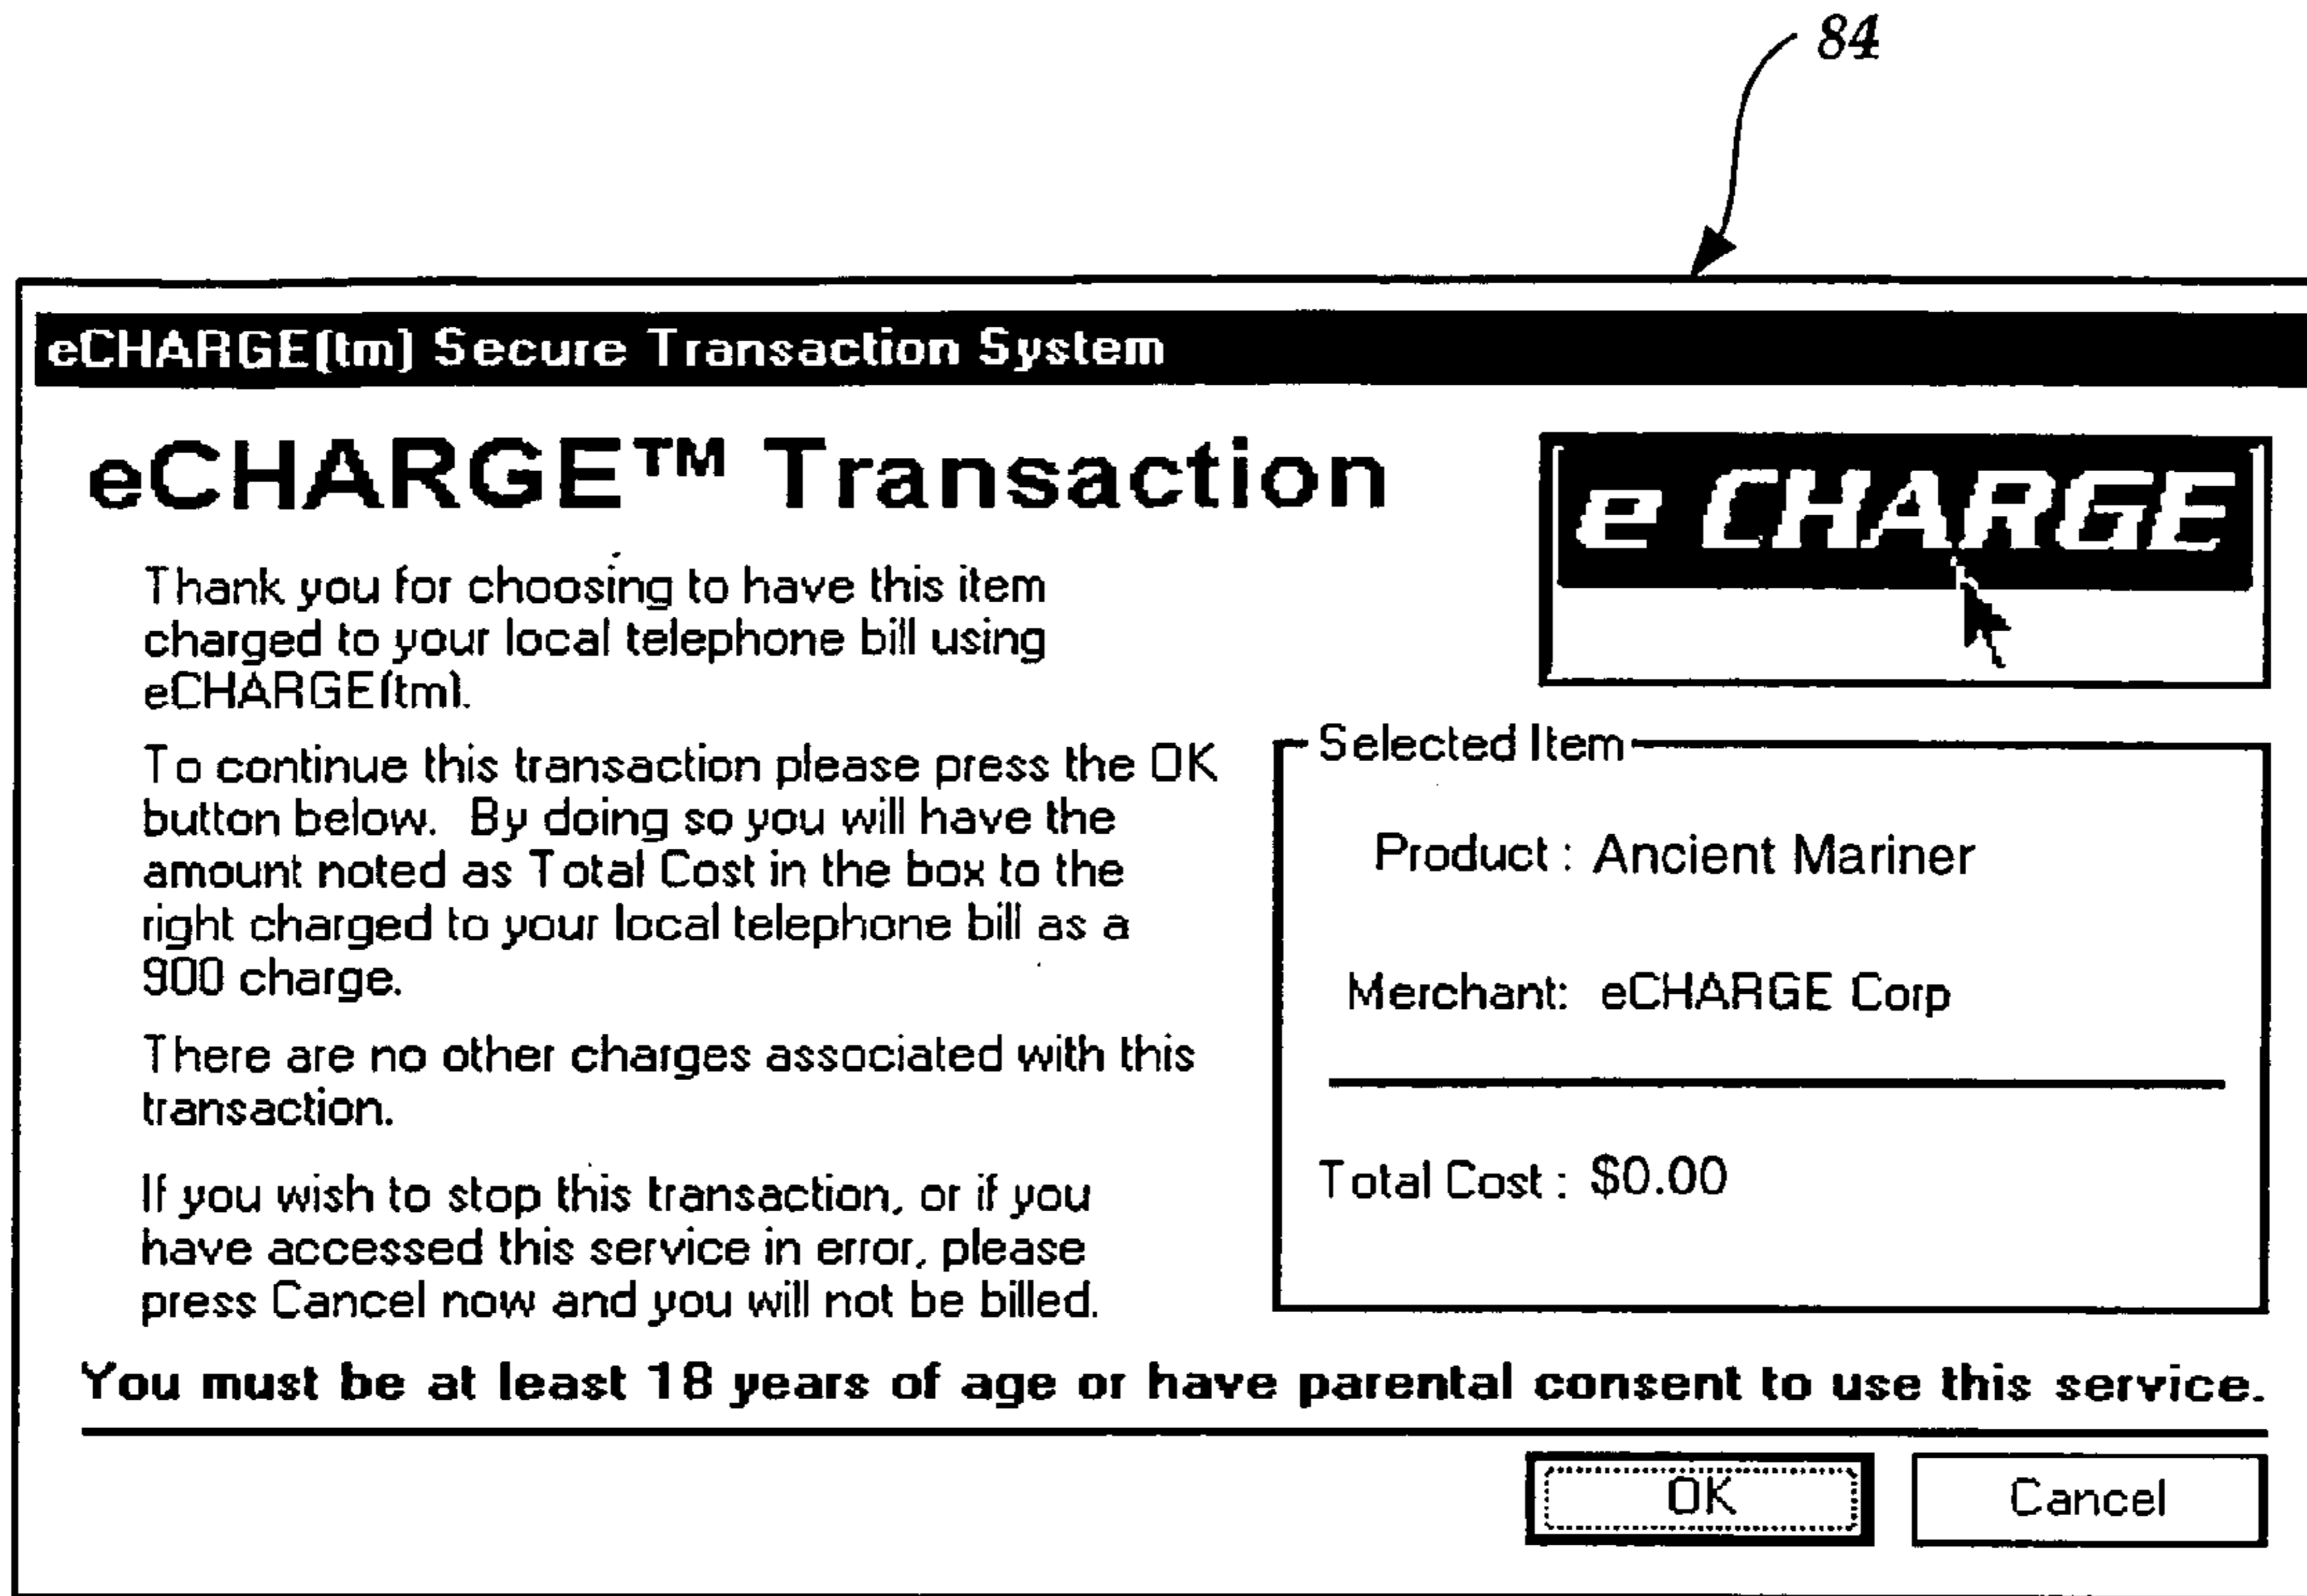 84
eCHARGE(tm) Secure Transaction System
eCHARGE™ Transaction
e CHARGE
Thank you for choosing to have this item
charged to your local telephone bill using
eCHARGE(tm).
To continue this transaction please press the OK
button below. By doing so you will have the
amount noted as Total Cost in the box to the
right charged to your local telephone bill as a
900 charge.
There are no other charges associated with this
transaction.
If you wish to stop this transaction, or if you
have accessed this service in error, please
press Cancel now and you will not be billed.
Selected Item
Product : Ancient Mariner
Merchant: eCHARGE Corp
Total Cost : $0.00
You must be at least 18 years of age or have parental consent to use this service.
OK
Cancel